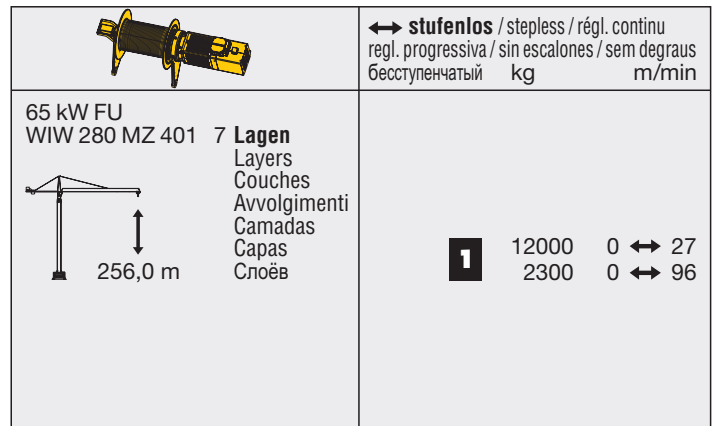 ↔ stufenlos / stepless / régl. continu
regl. progressiva / sin escalones / sem degraus
бесступенчатый kg m/min
65 kW FU
WIW 280 MZ 401 7 Lagen
Layers
Couches
Avvolgimenti
Camadas
Capas
256,0 m Слоёв
1 12000 0 ↔ 27
2300 0 ↔ 96